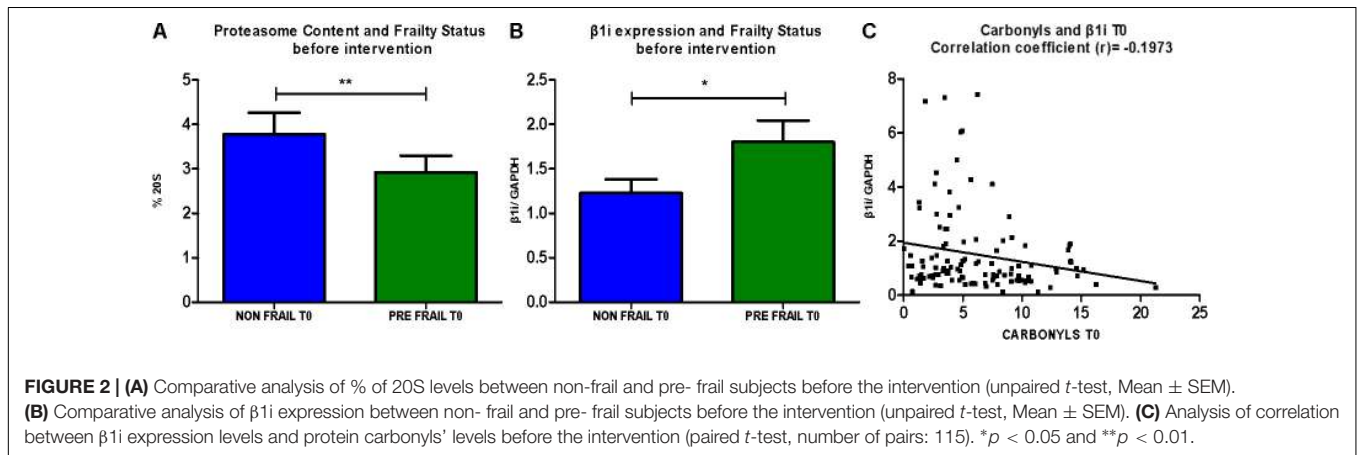 A
Proteasome Content and Frailty Status
before intervention
5
4
3
2
1
0
% 20S
**
NON FRAIL T0
PRE FRAIL T0
B
β1i expression and Frailty Status
before intervention
2.5
2.0
1.5
1.0
0.5
0.0
β1i/ GAPDH
*
NON FRAIL T0
PRE FRAIL T0
C
Carbonyls and β1i T0
Correlation coefficient (r)= -0.1973
8
6
4
2
0
β1i/ GAPDH
0 5 10 15 20 25
CARBONYLS T0
FIGURE 2 | (A) Comparative analysis of % of 20S levels between non-frail and pre- frail subjects before the intervention (unpaired t-test, Mean ± SEM).
(B) Comparative analysis of β1i expression between non- frail and pre- frail subjects before the intervention (unpaired t-test, Mean ± SEM). (C) Analysis of correlation
between β1i expression levels and protein carbonyls' levels before the intervention (paired t-test, number of pairs: 115). *p < 0.05 and **p < 0.01.